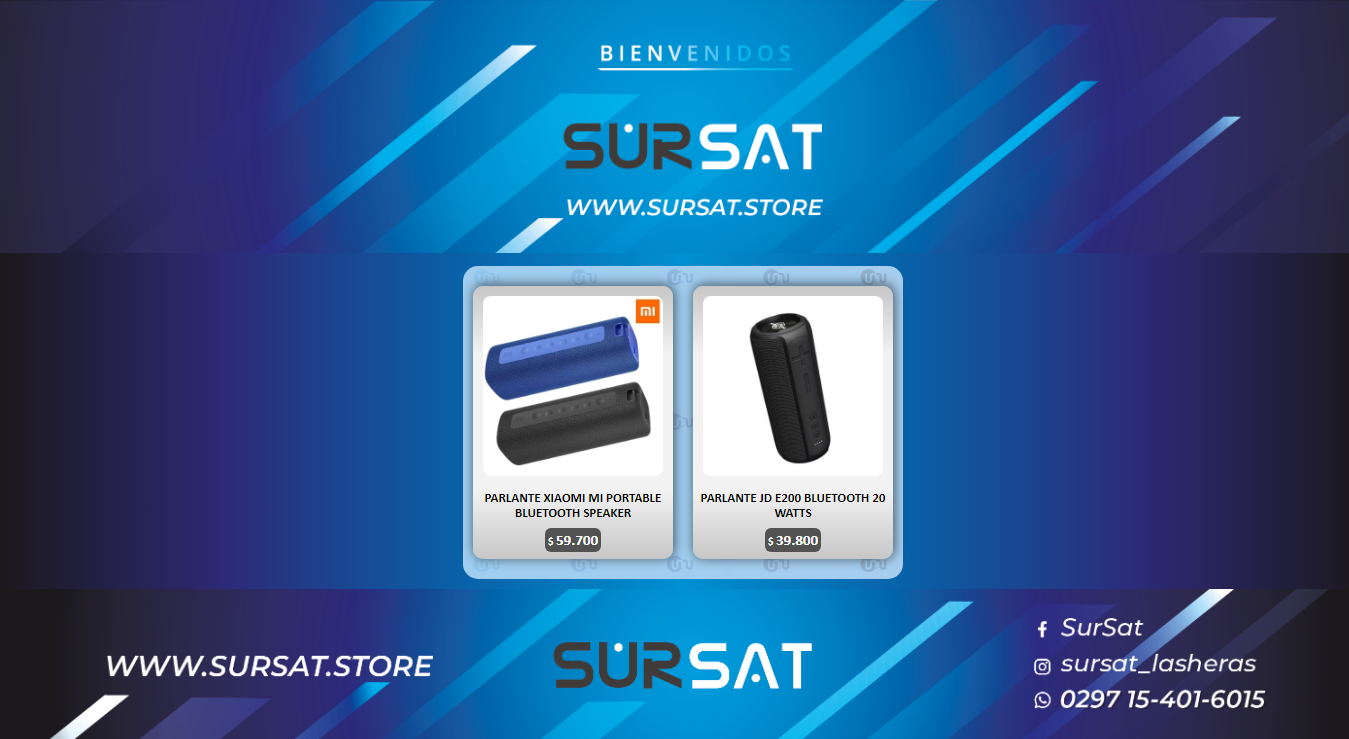 BIENVENIDOS
SURSAT
WWW.SURSAT.STORE
mi
PARLANTE XIAOMI MI PORTABLE
BLUETOOTH SPEAKER
$ 59.700
PARLANTE JD E200 BLUETOOTH 20
WATTS
$ 39.800
WWW.SURSAT.STORE
SURSAT
SurSat
sursat_lasheras
0297 15-401-6015